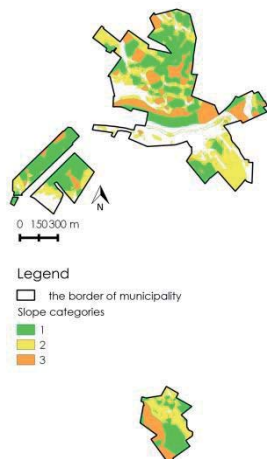 N
0 150300 m
Legend
the border of municipality
Slope categories
1
2
3